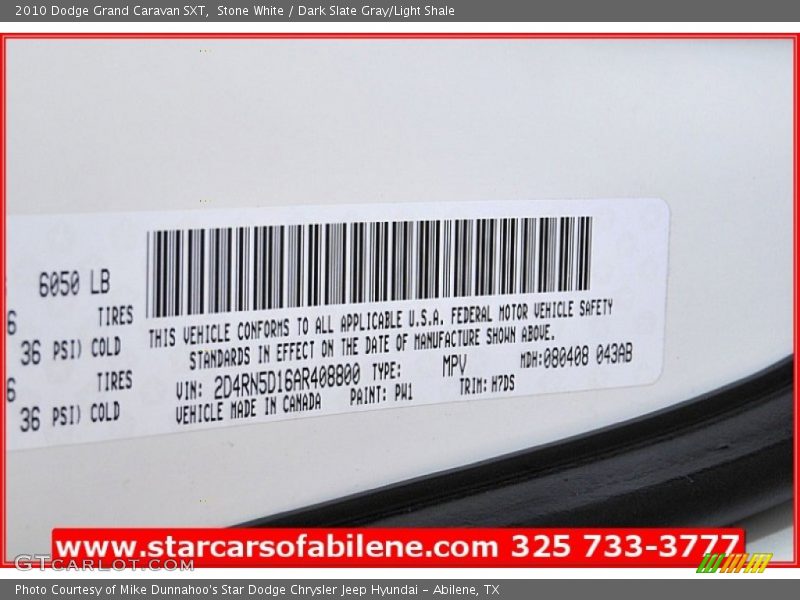 2010 Dodge Grand Caravan SXT,  Stone White / Dark Slate Gray/Light Shale
6050 LB
6 TIRES
36 PSI) COLD
6 TIRES
36 PSI) COLD
THIS VEHICLE CONFORMS TO ALL APPLICABLE U.S.A. FEDERAL MOTOR VEHICLE SAFETY
STANDARDS IN EFFECT ON THE DATE OF MANUFACTURE SHOWN ABOVE.
VIN: 2D4RN5D16AR408800 TYPE: MPV MDH:080408 043AB
VEHICLE MADE IN CANADA PAINT: PW1 TRIM: H7DS
www.starcarsofabilene.com 325 733-3777
GTCARLOT.COM
Photo Courtesy of Mike Dunnahoo's Star Dodge Chrysler Jeep Hyundai – Abilene, TX